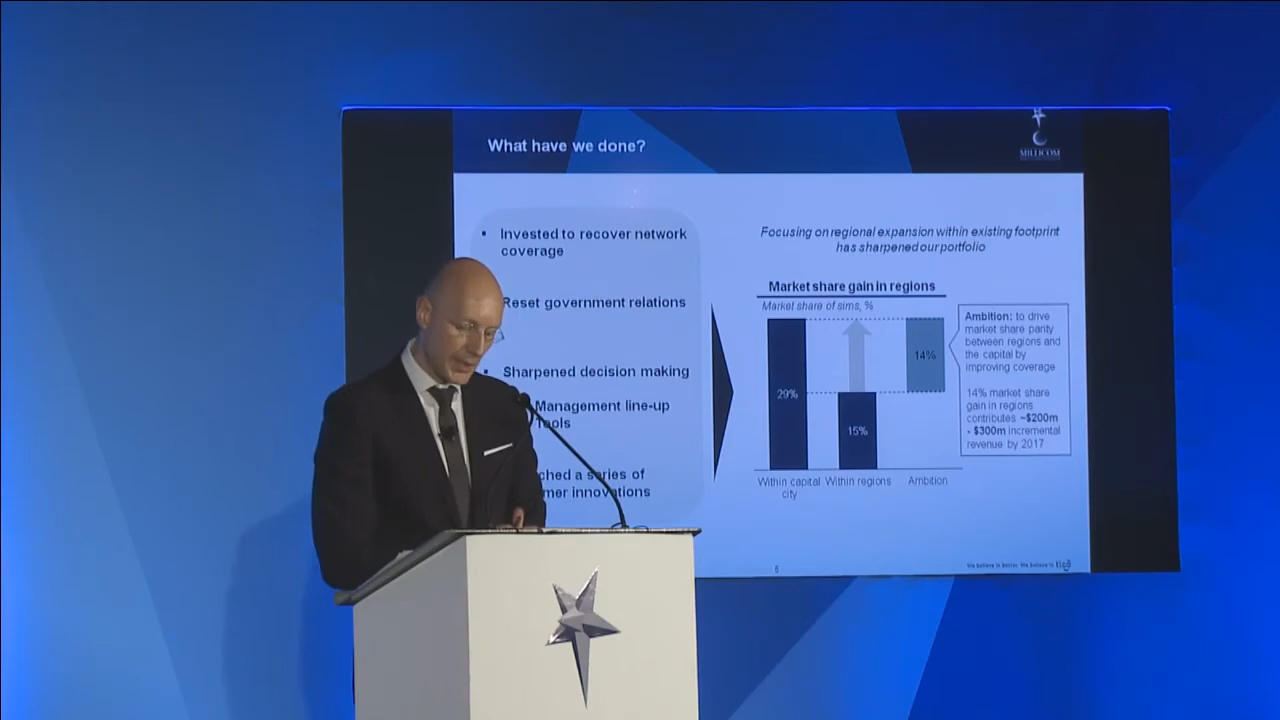 What have we done?
MILLICOM
Invested to recover network
coverage
Reset government relations
Sharpened decision making
Management line-up
Tools
ched a series of
mer innovations
Focusing on regional expansion within existing footprint
has sharpened our portfolio
Market share gain in regions
Market share of sims, %
29%
15%
14%
Within capital
city
Within regions
Ambition
Ambition: to drive
market share parity
between regions and
the capital by
improving coverage
14% market share
gain in regions
contributes ~$200m
- $300m incremental
revenue by 2017
We believe in better. We believe in tigo